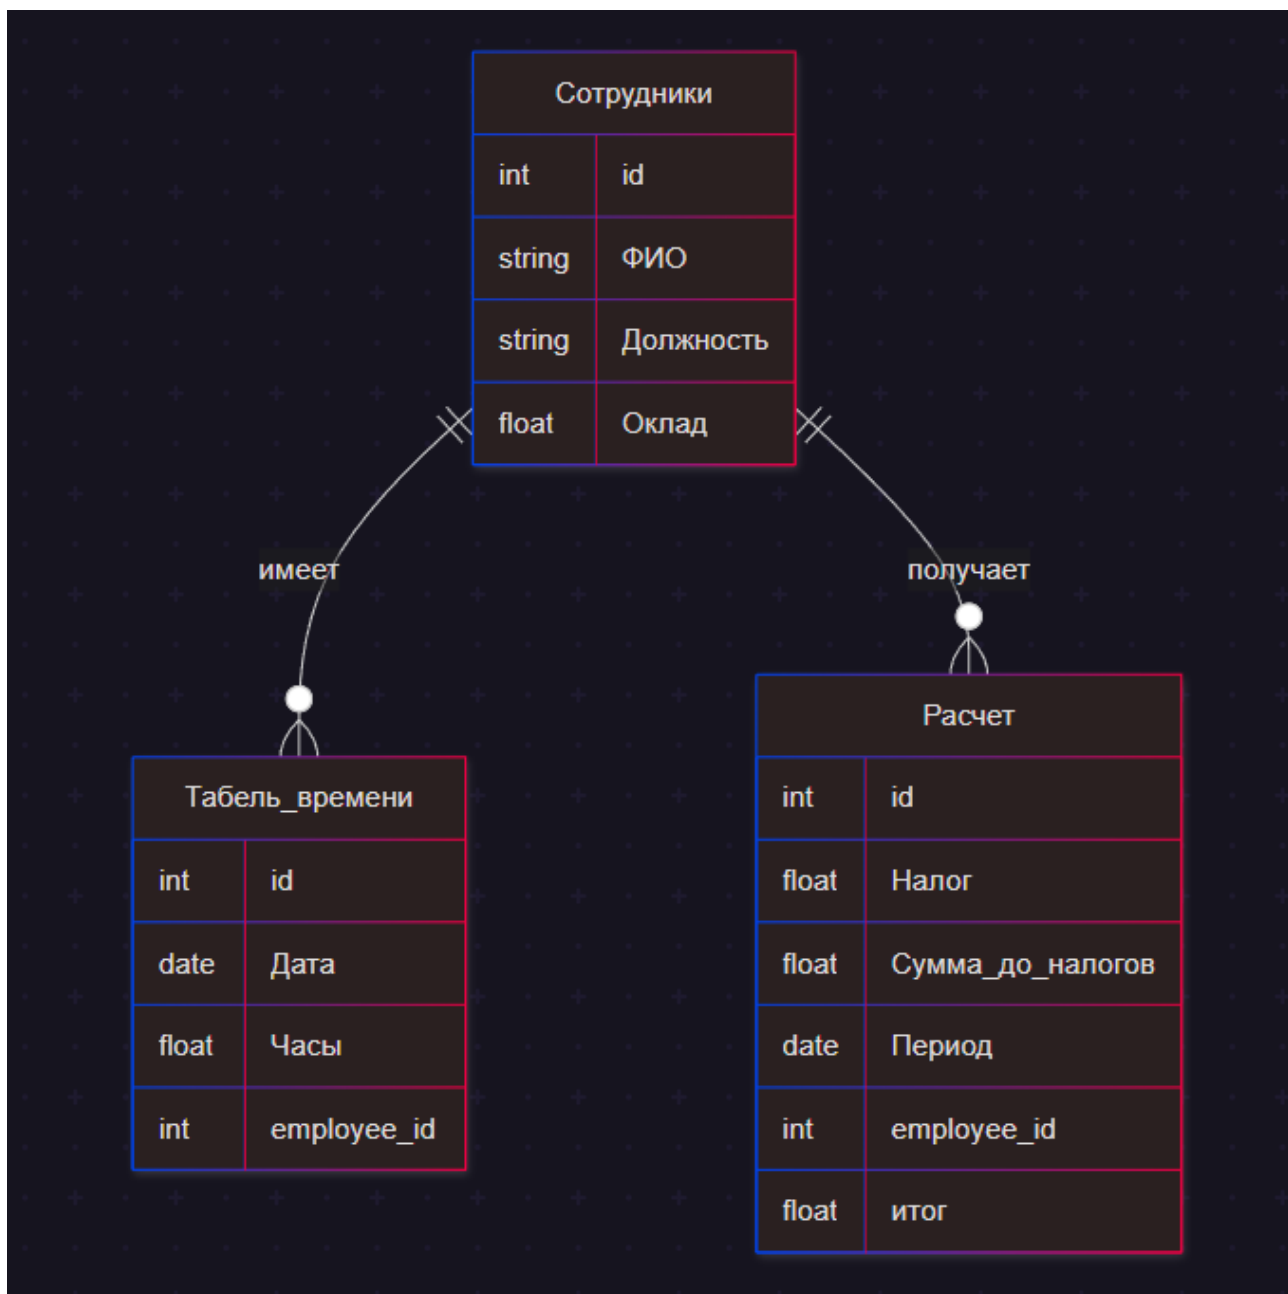 Сотрудники
int id
string ФИО
string Должность
float Оклад
имеет
получает
Табель_времени
int id
date Дата
float Часы
int employee_id
Расчет
int id
float Налог
float Сумма_до_налогов
date Период
int employee_id
float итог